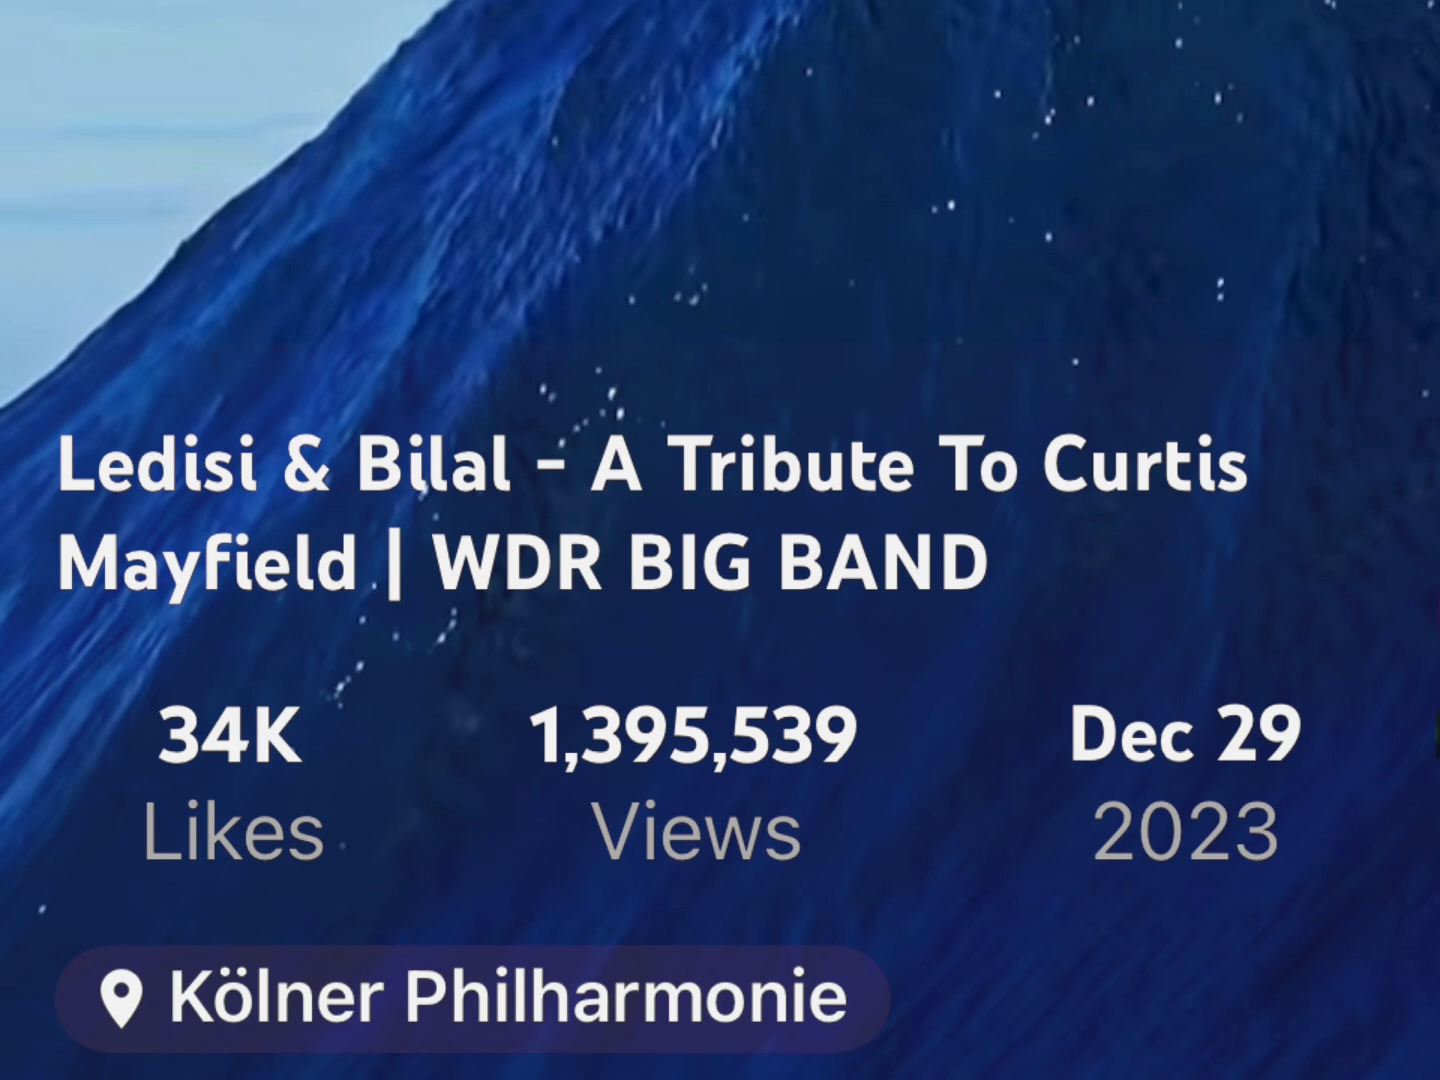 Ledisi & Bilal - A Tribute To Curtis
Mayfield | WDR BIG BAND
34K
1,395,539
Dec 29
Likes
Views
2023
Kölner Philharmonie